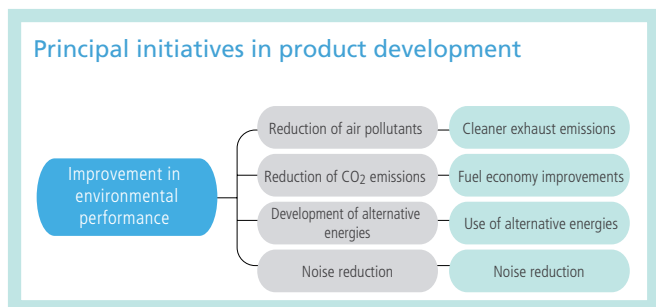 Principal initiatives in product development
Improvement in
environmental
performance
Reduction of air pollutants
Cleaner exhaust emissions
Reduction of CO₂ emissions
Fuel economy improvements
Development of alternative
energies
Use of alternative energies
Noise reduction
Noise reduction